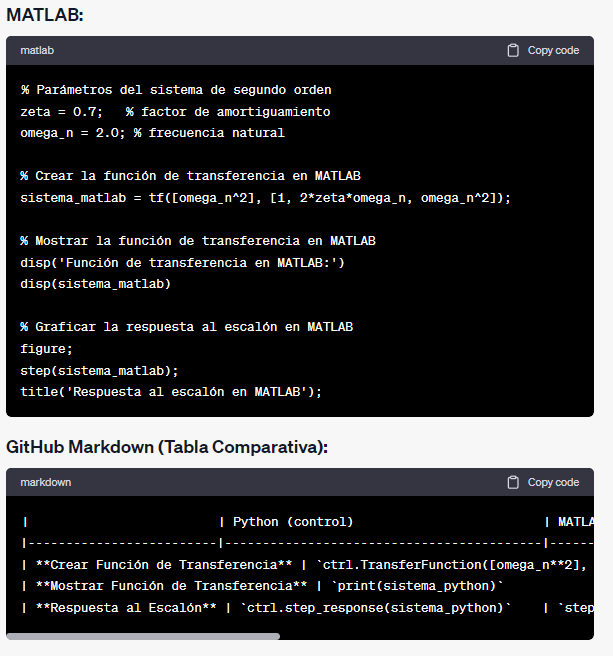 MATLAB:
matlab
Copy code
% Parámetros del sistema de segundo orden
zeta = 0.7;   % factor de amortiguamiento
omega_n = 2.0; % frecuencia natural
% Crear la función de transferencia en MATLAB
sistema_matlab = tf([omega_n^2], [1, 2*zeta*omega_n, omega_n^2]);
% Mostrar la función de transferencia en MATLAB
disp('Función de transferencia en MATLAB:')
disp(sistema_matlab)
% Graficar la respuesta al escalón en MATLAB
figure;
step(sistema_matlab);
title('Respuesta al escalón en MATLAB');
GitHub Markdown (Tabla Comparativa):
markdown
Copy code
|                         | Python (control)                         | MATLA
|-------------------------|------------------------------------------|------
| **Crear Función de Transferencia** | `ctrl.TransferFunction([omega_n**2],
| **Mostrar Función de Transferencia** | `print(sistema_python)`
| **Respuesta al Escalón** | `ctrl.step_response(sistema_python)`    | `step